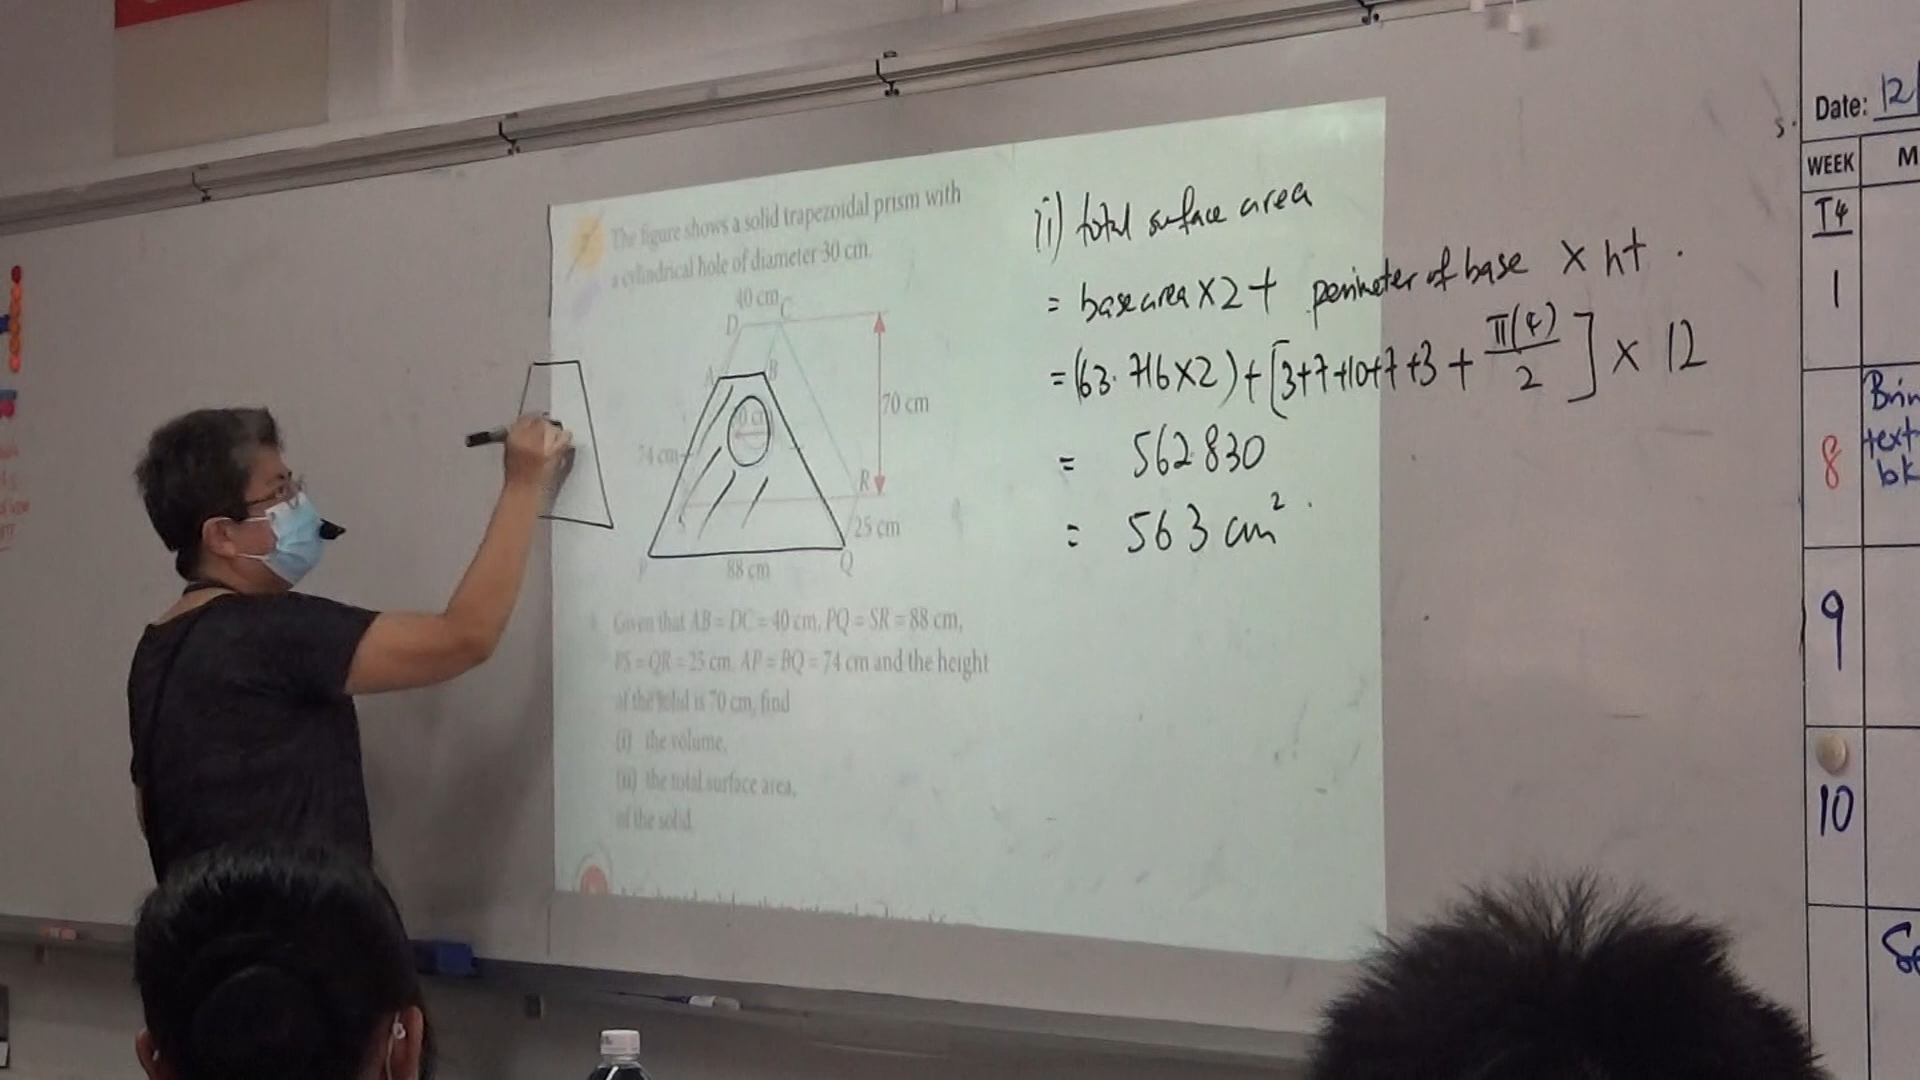 The figure shows a solid trapezoidal prism with
a cylindrical hole of diameter 30 cm.
40 cm
D C
A B
70 cm
74 cm
R
S
25 cm
P Q
88 cm
Given that AB = DC = 40 cm, PQ = SR = 88 cm,
PS = QR = 25 cm, AP = BQ = 74 cm and the height
of the solid is 70 cm, find
(i) the volume,
(ii) the total surface area,
of the solid.
(ii) total surface area
= base area × 2 + perimeter of base × ht.
= (63.716 × 2) + [3+7+10+7+3 + π(4)/2] × 12
= 562.830
= 563 cm²
5.
Date: 12/
WEEK M
T4
1
8
text
bk
9
10